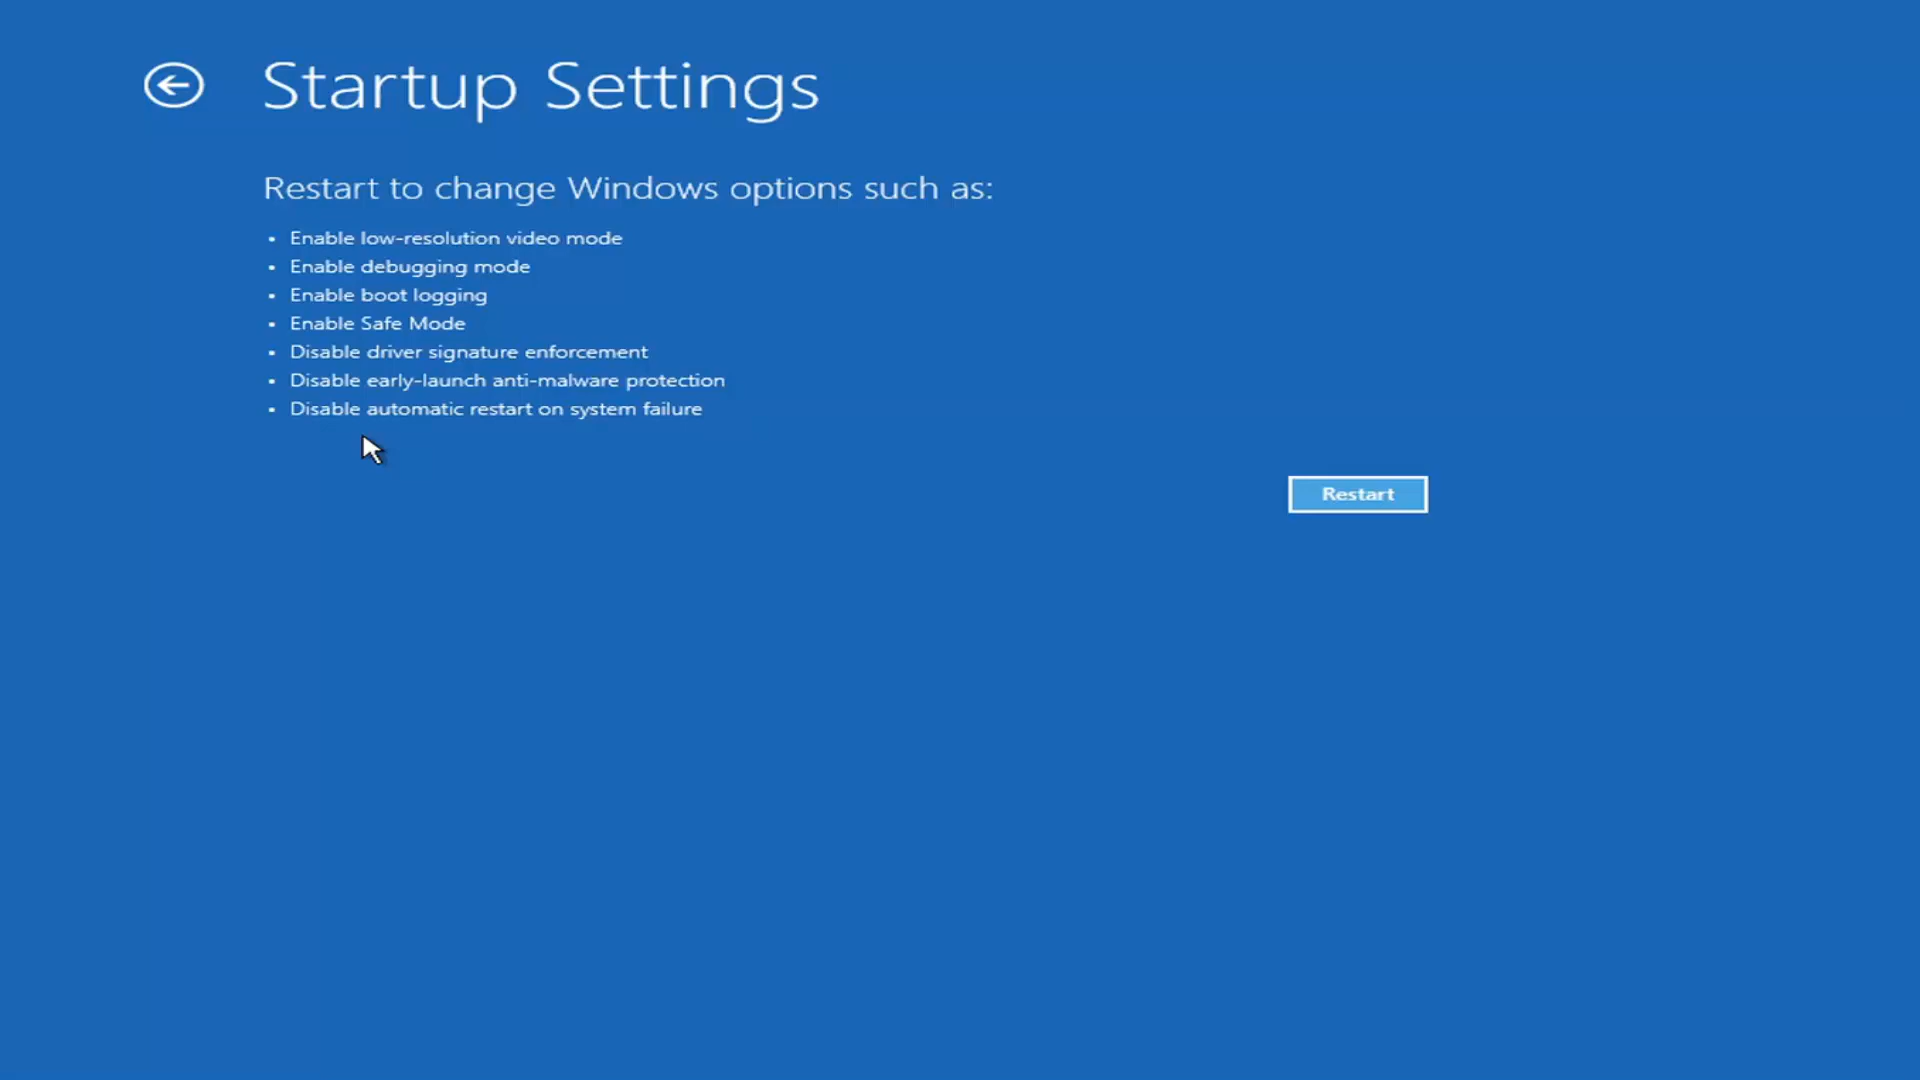 Startup Settings
Restart to change Windows options such as:
• Enable low-resolution video mode
• Enable debugging mode
• Enable boot logging
• Enable Safe Mode
• Disable driver signature enforcement
• Disable early-launch anti-malware protection
• Disable automatic restart on system failure
Restart